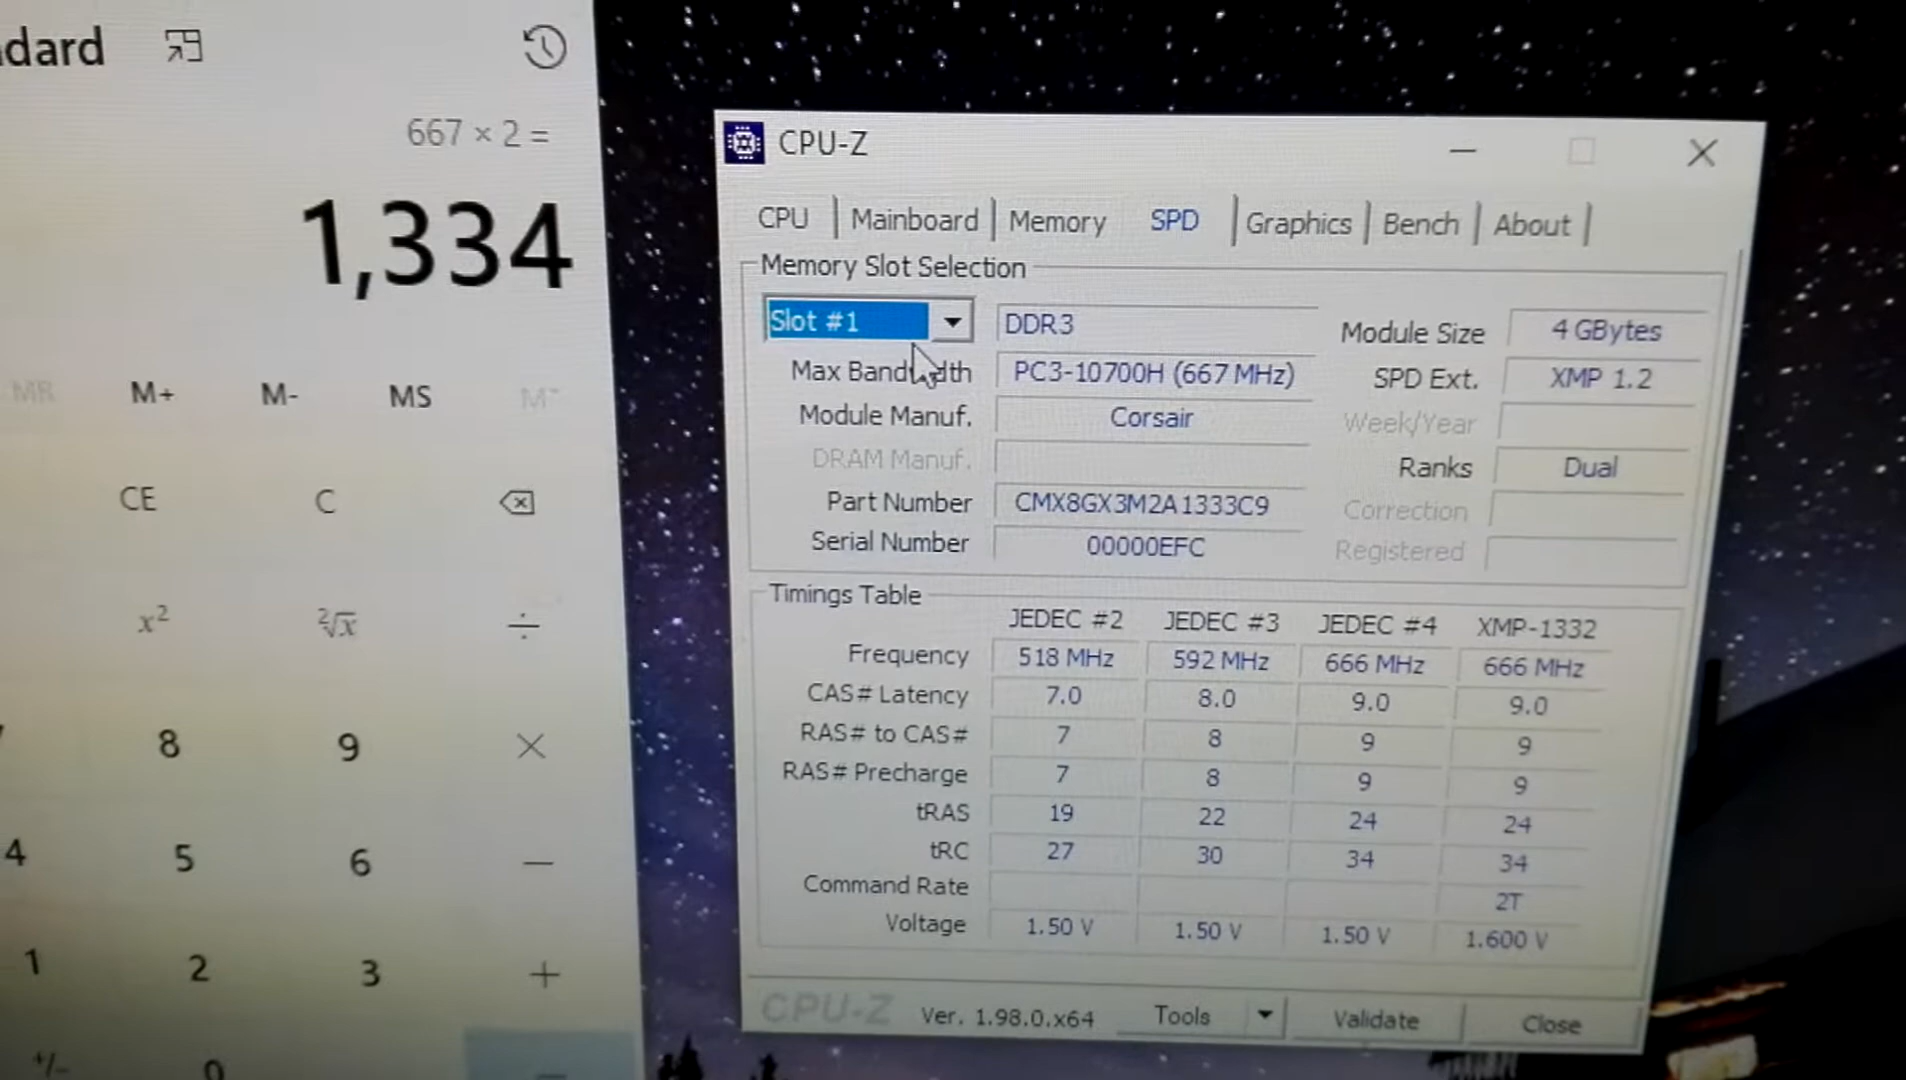 dard
667 × 2 =
1,334
MR M+ M- MS
CE C
x² ²√x ÷
8 9 ×
4 5 6 −
1 2 3 +
+/- 0
CPU-Z
CPU Mainboard Memory SPD Graphics Bench About
Memory Slot Selection
Slot #1 DDR3 Module Size 4 GBytes
Max Bandwidth PC3-10700H (667 MHz) SPD Ext. XMP 1.2
Module Manuf. Corsair Week/Year
DRAM Manuf. Ranks Dual
Part Number CMX8GX3M2A1333C9 Correction
Serial Number 00000EFC Registered
Timings Table
JEDEC #2 JEDEC #3 JEDEC #4 XMP-1332
Frequency 518 MHz 592 MHz 666 MHz 666 MHz
CAS# Latency 7.0 8.0 9.0 9.0
RAS# to CAS# 7 8 9 9
RAS# Precharge 7 8 9 9
tRAS 19 22 24 24
tRC 27 30 34 34
Command Rate 2T
Voltage 1.50 V 1.50 V 1.50 V 1.600 V
CPU-Z Ver. 1.98.0.x64 Tools Validate Close